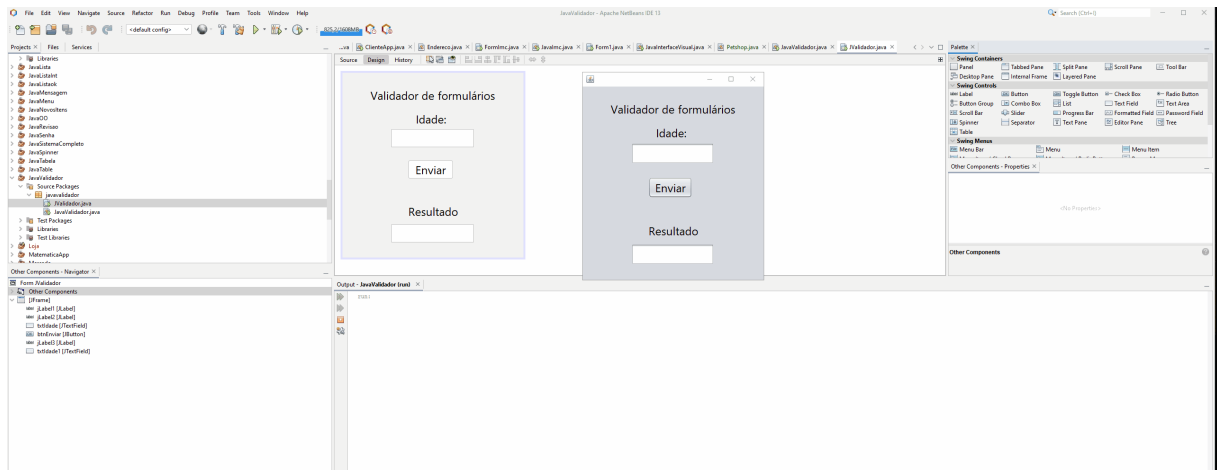 File Edit View Navigate Source Refactor Run Debug Profile Team Tools Window Help
JavaValidador - Apache NetBeans IDE 13
Search (Ctrl+I)
<default config>
Projects Files Services
...va ClienteApp.java Endereco.java FormImc.java JavaImc.java Form1.java JavaInterfaceVisual.java Petshop.java JavaValidador.java JValidador.java
Source Design History
Libraries
JavaLista
JavaListaInt
JavaListaok
JavaMensagem
JavaMenu
JavaNovosItens
JavaOO
JavaRevisao
JavaSenha
JavaSistemaCompleto
JavaSpinner
JavaTabela
JavaTable
JavaValidador
Source Packages
javavalidador
JValidador.java
JavaValidador.java
Test Packages
Libraries
Test Libraries
Loja
MatematicaApp
Validador de formulários
Idade:
Enviar
Resultado
Validador de formulários
Idade:
Enviar
Resultado
Palette
Swing Containers
Panel Tabbed Pane Split Pane Scroll Pane Tool Bar
Desktop Pane Internal Frame Layered Pane
Swing Controls
Label Button Toggle Button Check Box Radio Button
Button Group Combo Box List Text Field Text Area
Scroll Bar Slider Progress Bar Formatted Field Password Field
Spinner Separator Text Pane Editor Pane Tree
Table
Swing Menus
Menu Bar Menu Menu Item
Other Components - Properties
<No Properties>
Other Components
Other Components - Navigator
Form JValidador
Other Components
[JFrame]
jLabel1 [JLabel]
jLabel2 [JLabel]
txtIdade [JTextField]
btnEnviar [JButton]
jLabel3 [JLabel]
txtIdade1 [JTextField]
Output - JavaValidador (run)
run: